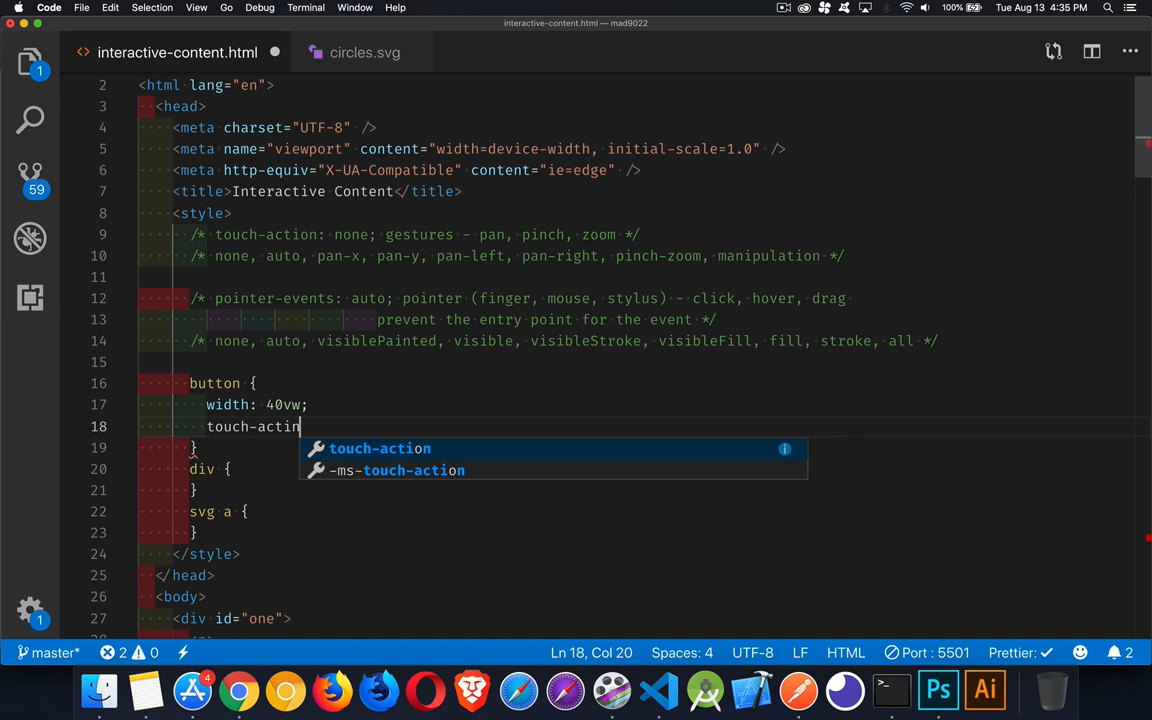 Code File Edit Selection View Go Debug Terminal Window Help 100% Tue Aug 13 4:35 PM
interactive-content.html — mad9022
<> interactive-content.html circles.svg
1
59
1
2 <html lang="en">
3 <head>
4 <meta charset="UTF-8" />
5 <meta name="viewport" content="width=device-width, initial-scale=1.0" />
6 <meta http-equiv="X-UA-Compatible" content="ie=edge" />
7 <title>Interactive Content</title>
8 <style>
9 /* touch-action: none; gestures - pan, pinch, zoom */
10 /* none, auto, pan-x, pan-y, pan-left, pan-right, pinch-zoom, manipulation */
11
12 /* pointer-events: auto; pointer (finger, mouse, stylus) - click, hover, drag
13 prevent the entry point for the event */
14 /* none, auto, visiblePainted, visible, visibleStroke, visibleFill, fill, stroke, all */
15
16 button {
17 width: 40vw;
18 touch-actin
touch-action
-ms-touch-action
19 }
20 div {
21 }
22 svg a {
23 }
24 </style>
25 </head>
26 <body>
27 <div id="one">
master* 2 0 Ln 18, Col 20 Spaces: 4 UTF-8 LF HTML Port : 5501 Prettier: 2
4
>_
Ps
Ai